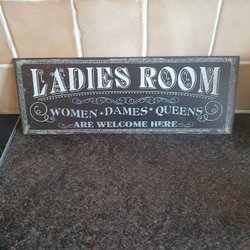 LADIES ROOM
WOMEN • DAMES • QUEENS
ARE WELCOME HERE